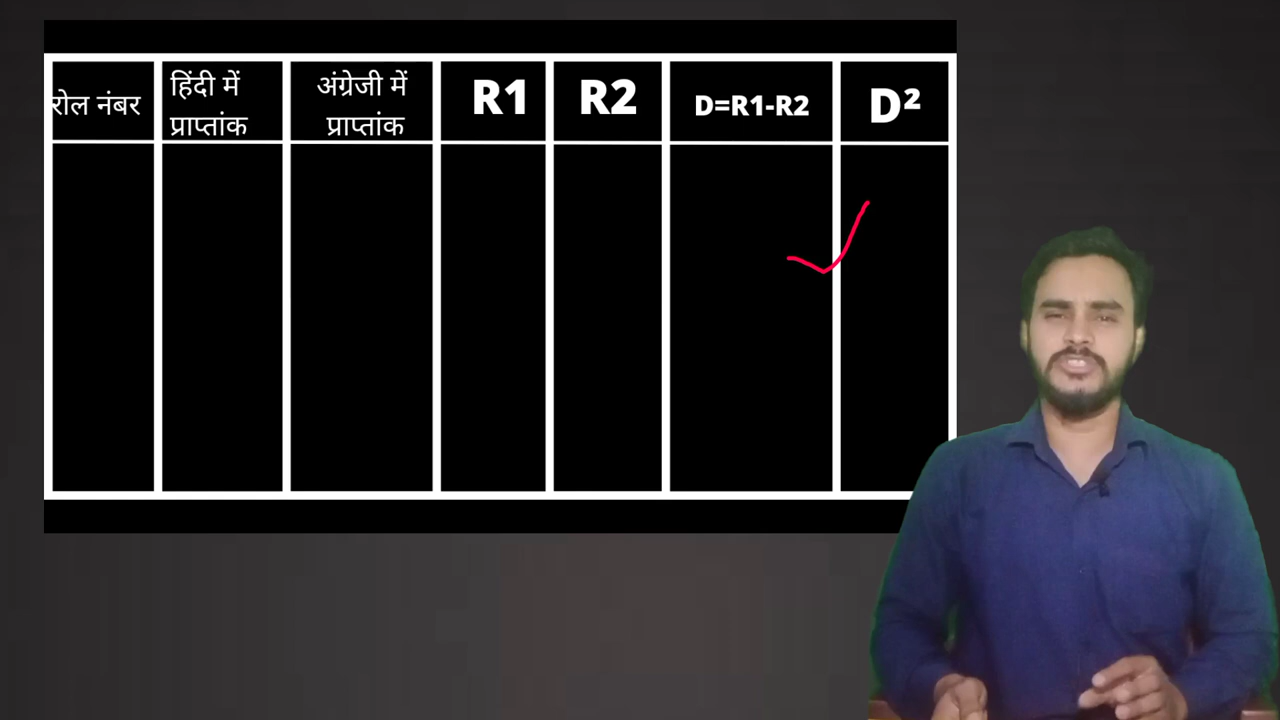 रोल नंबर
हिंदी में
प्राप्तांक
अंग्रेजी में
प्राप्तांक
R1
R2
D=R1-R2
D²